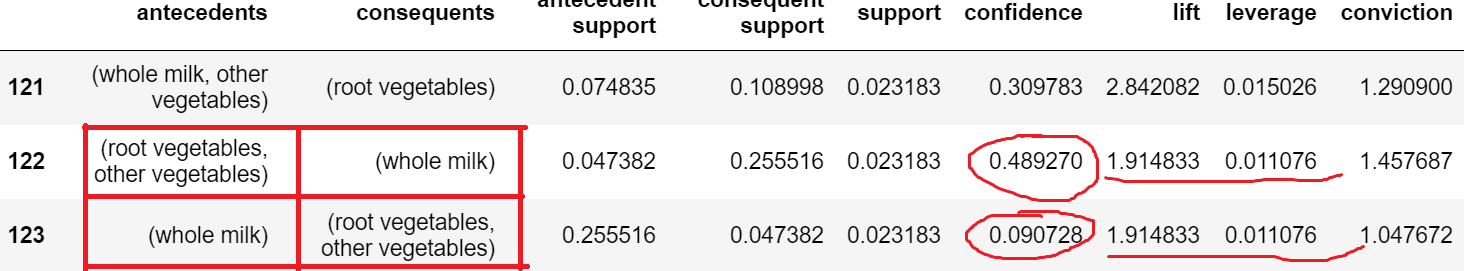 antecedents consequents antecedent support consequent support support confidence lift leverage conviction
121 (whole milk, other vegetables) (root vegetables) 0.074835 0.108998 0.023183 0.309783 2.842082 0.015026 1.290900
122 (root vegetables, other vegetables) (whole milk) 0.047382 0.255516 0.023183 0.489270 1.914833 0.011076 1.457687
123 (whole milk) (root vegetables, other vegetables) 0.255516 0.047382 0.023183 0.090728 1.914833 0.011076 1.047672